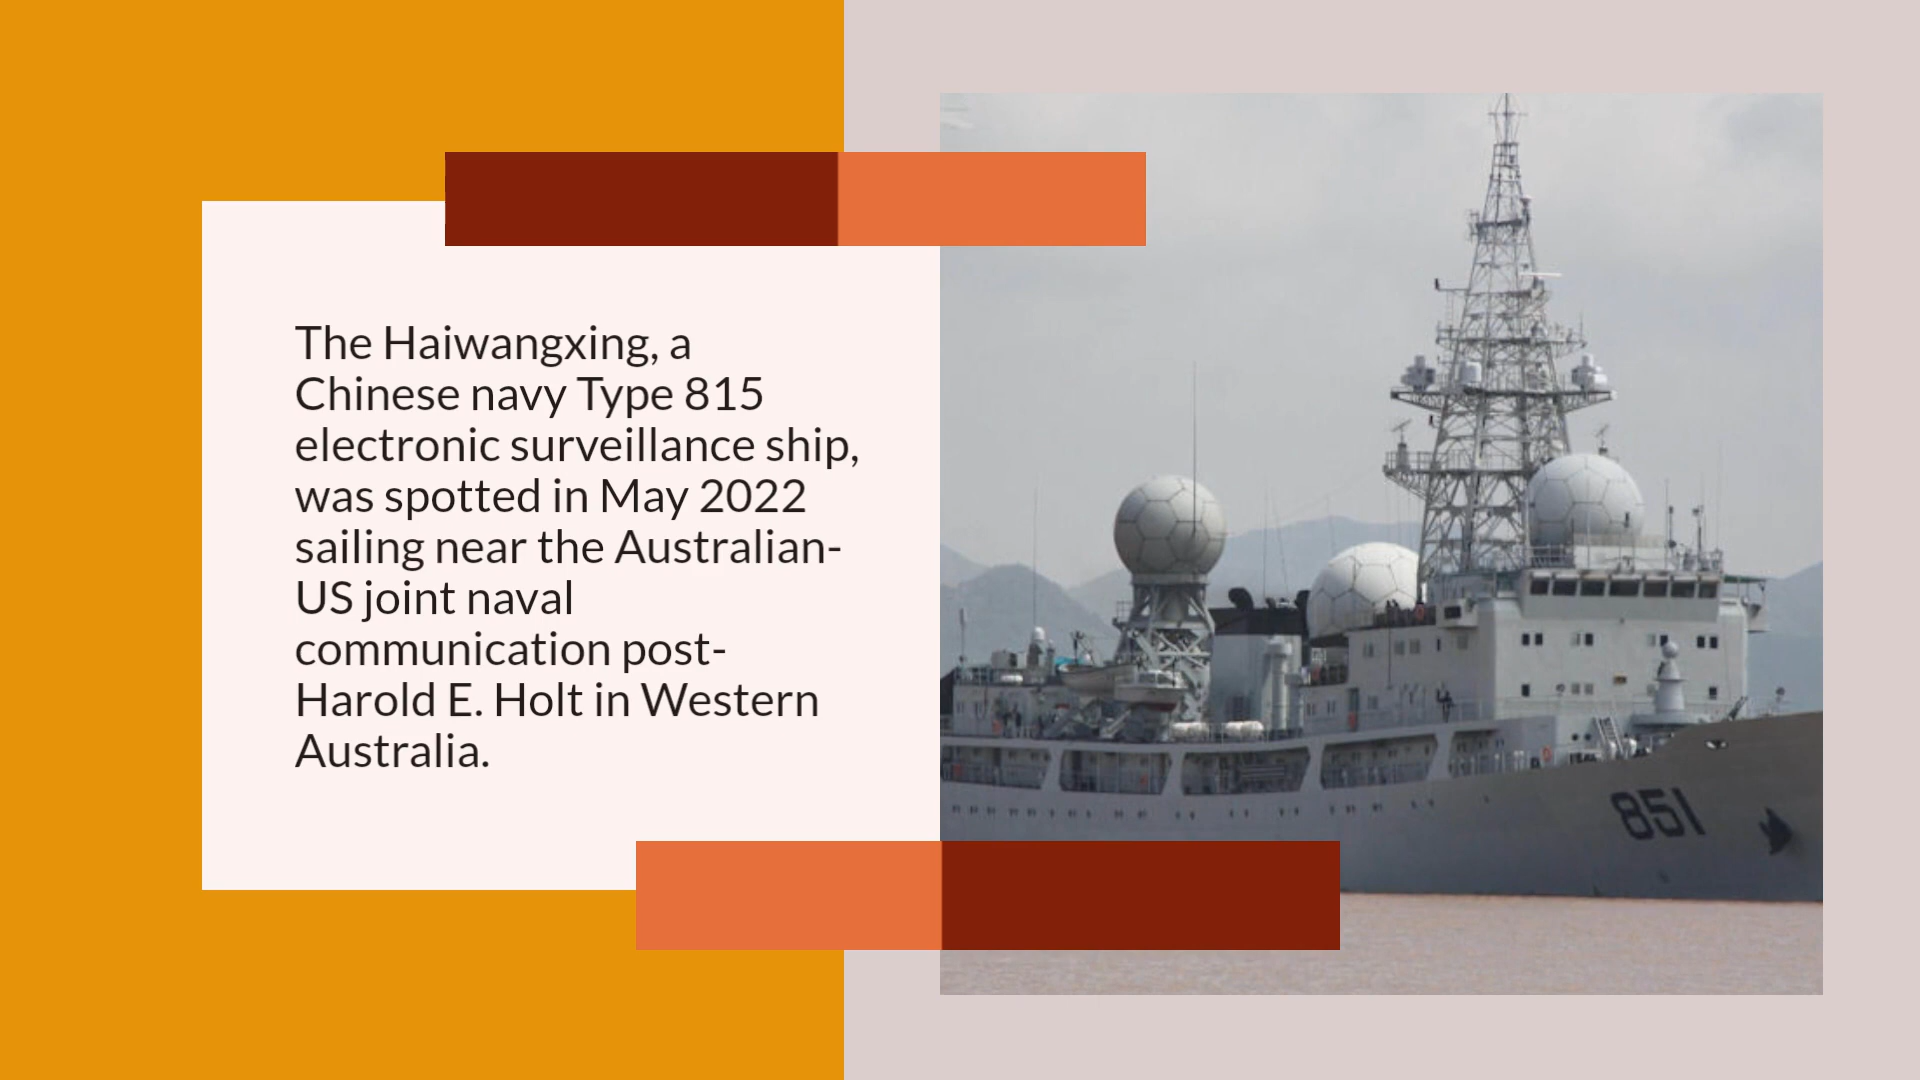 The Haiwangxing, a
Chinese navy Type 815
electronic surveillance ship,
was spotted in May 2022
sailing near the Australian-
US joint naval
communication post-
Harold E. Holt in Western
Australia.
851